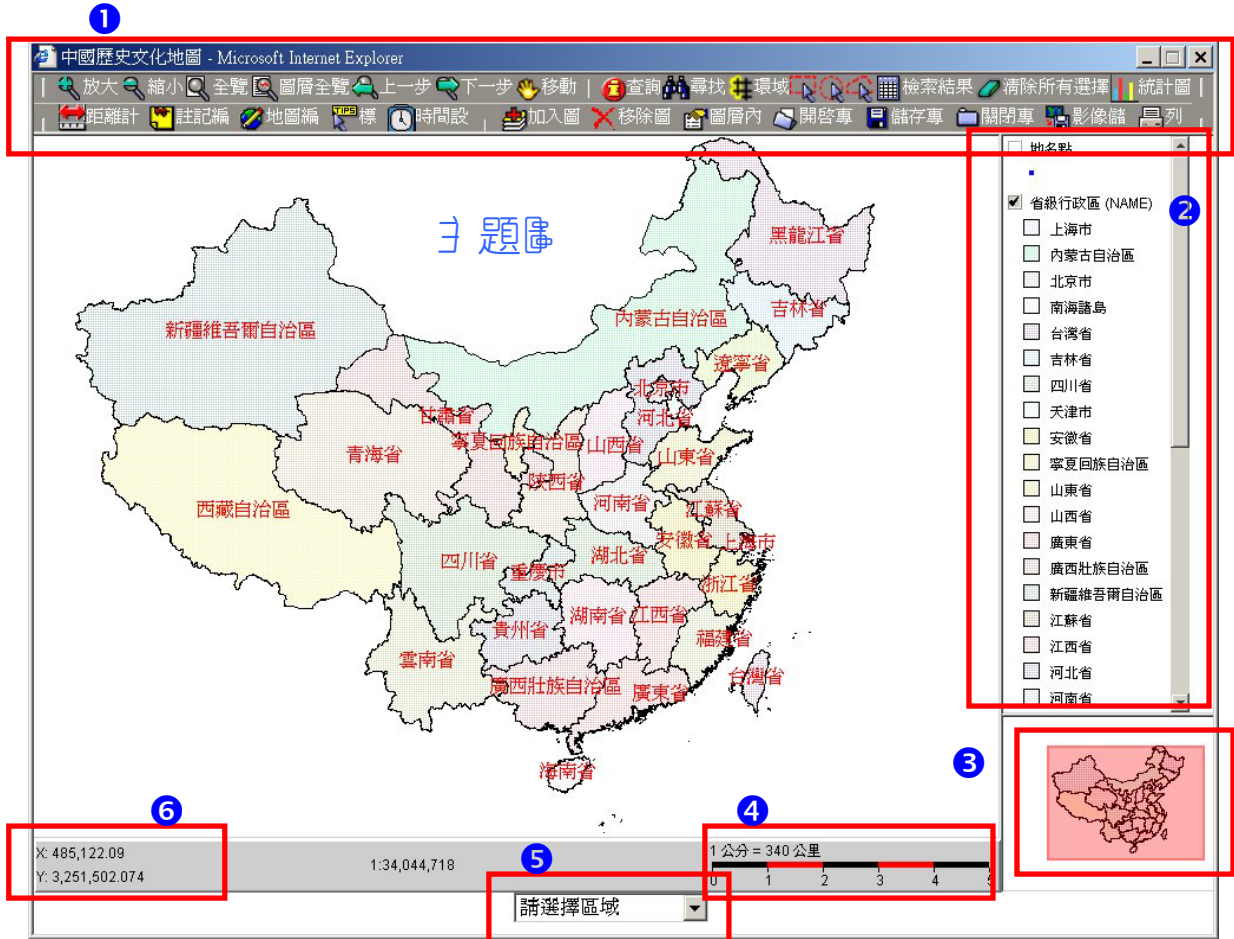 ❶
中國歷史文化地圖 - Microsoft Internet Explorer
放大 縮小 全覽 圖層全覽 上一步 下一步 移動 查詢 尋找 環域 檢索結果 清除所有選擇 統計圖
距離計 註記編 地圖編 TIPS 標 時間設 加入圖 移除圖 圖層內 開啓專 儲存專 關閉專 影像儲 列
地名點
省級行政區 (NAME)
❷
上海市
內蒙古自治區
北京市
南海諸島
台灣省
吉林省
四川省
天津市
安徽省
寧夏回族自治區
山東省
山西省
廣東省
廣西壯族自治區
新疆維吾爾自治區
江蘇省
江西省
河北省
河南省
主題圖
黑龍江省
吉林省
內蒙古自治區
新疆維吾爾自治區
遼寧省
北京市
甘肅省
河北省
寧夏回族自治區
山西省
青海省
山東省
陝西省
西藏自治區
河南省
江蘇省
安徽省
上海市
湖北省
四川省
重慶市
浙江省
湖南省
江西省
貴州省
福建省
雲南省
台灣省
廣西壯族自治區
廣東省
海南省
❸
❻
❹
X: 485,122.09
Y: 3,251,502.074
1:34,044,718
❺
1 公分 = 340 公里
0 1 2 3 4 5
請選擇區域